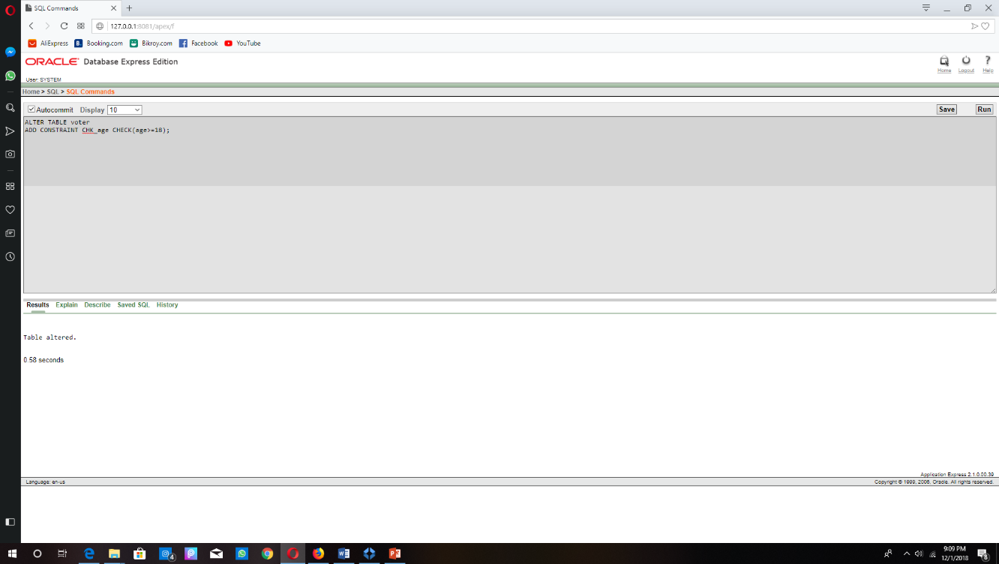 SQL Commands
127.0.0.1:8081/apex/f
AliExpress B. Booking.com Bikroy.com Facebook YouTube
ORACLE Database Express Edition
Home Logout Help
User: SYSTEM
Home > SQL > SQL Commands
Autocommit Display 10 Save Run
ALTER TABLE voter
ADD CONSTRAINT CHK_age CHECK(age>=18);
Results Explain Describe Saved SQL History
Table altered.
0.58 seconds
Application Express 2.1.0.00.39
Language: en-us Copyright © 1999, 2006, Oracle. All rights reserved.
9:09 PM
12/1/2018
4
8